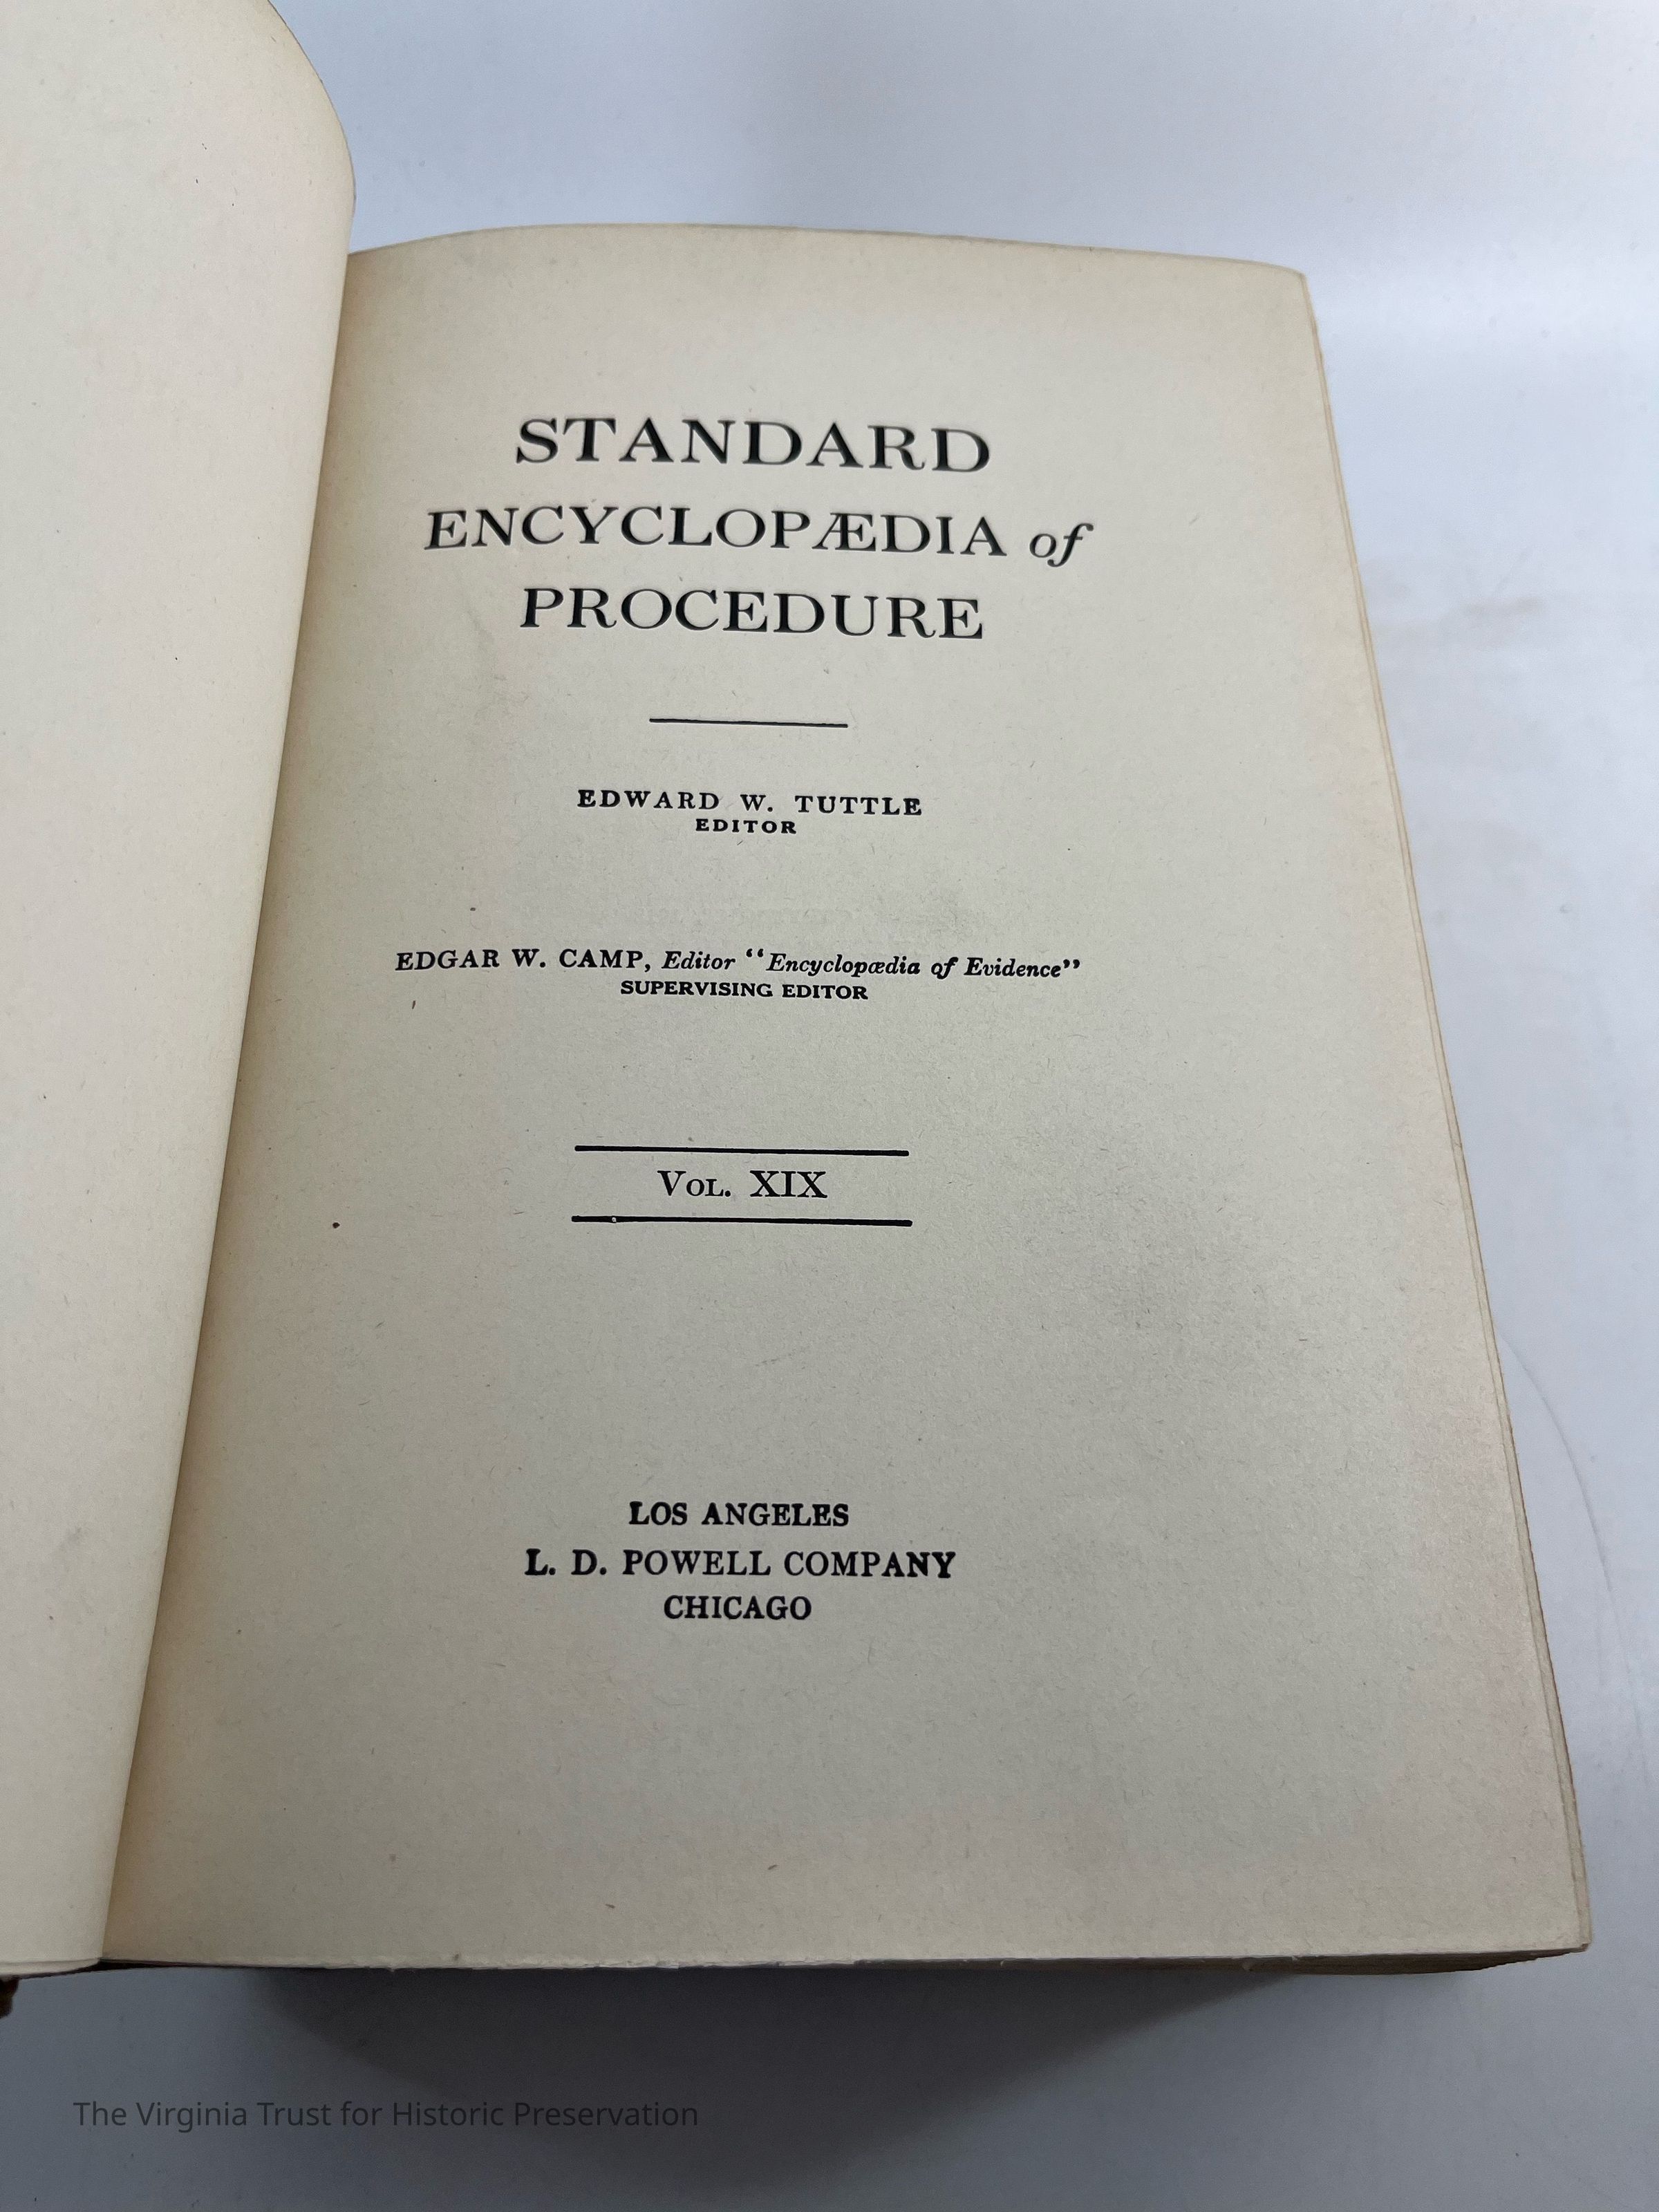 STANDARD
ENCYCLOPÆDIA of
PROCEDURE
EDWARD W. TUTTLE
EDITOR
EDGAR W. CAMP, Editor “Encyclopædia of Evidence”
SUPERVISING EDITOR
VOL. XIX
LOS ANGELES
L. D. POWELL COMPANY
CHICAGO
The Virginia Trust for Historic Preservation